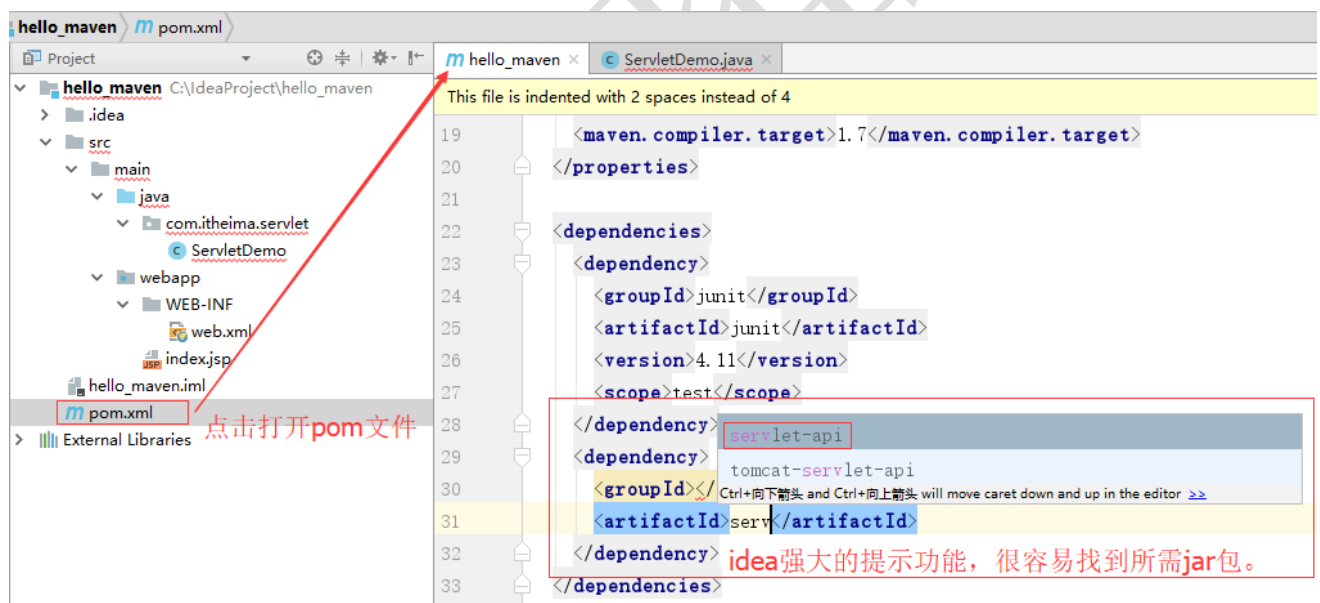 hello_maven
m pom.xml
Project
hello_maven
ServletDemo.java
hello_maven C:\IdeaProject\hello_maven
.idea
src
main
java
com.itheima.servlet
ServletDemo
webapp
WEB-INF
web.xml
index.jsp
hello_maven.iml
m pom.xml
点击打开pom文件
External Libraries
This file is indented with 2 spaces instead of 4
19 <maven.compiler.target>1.7</maven.compiler.target>
20 </properties>
21
22 <dependencies>
23 <dependency>
24 <groupId>junit</groupId>
25 <artifactId>junit</artifactId>
26 <version>4.11</version>
27 <scope>test</scope>
28 </dependency>
29 <dependency>
30 <groupId></
31 <artifactId>serv</artifactId>
32 </dependency>
33 </dependencies>
servlet-api
tomcat-servlet-api
Ctrl+向下箭头 and Ctrl+向上箭头 will move caret down and up in the editor >>
idea强大的提示功能，很容易找到所需jar包。